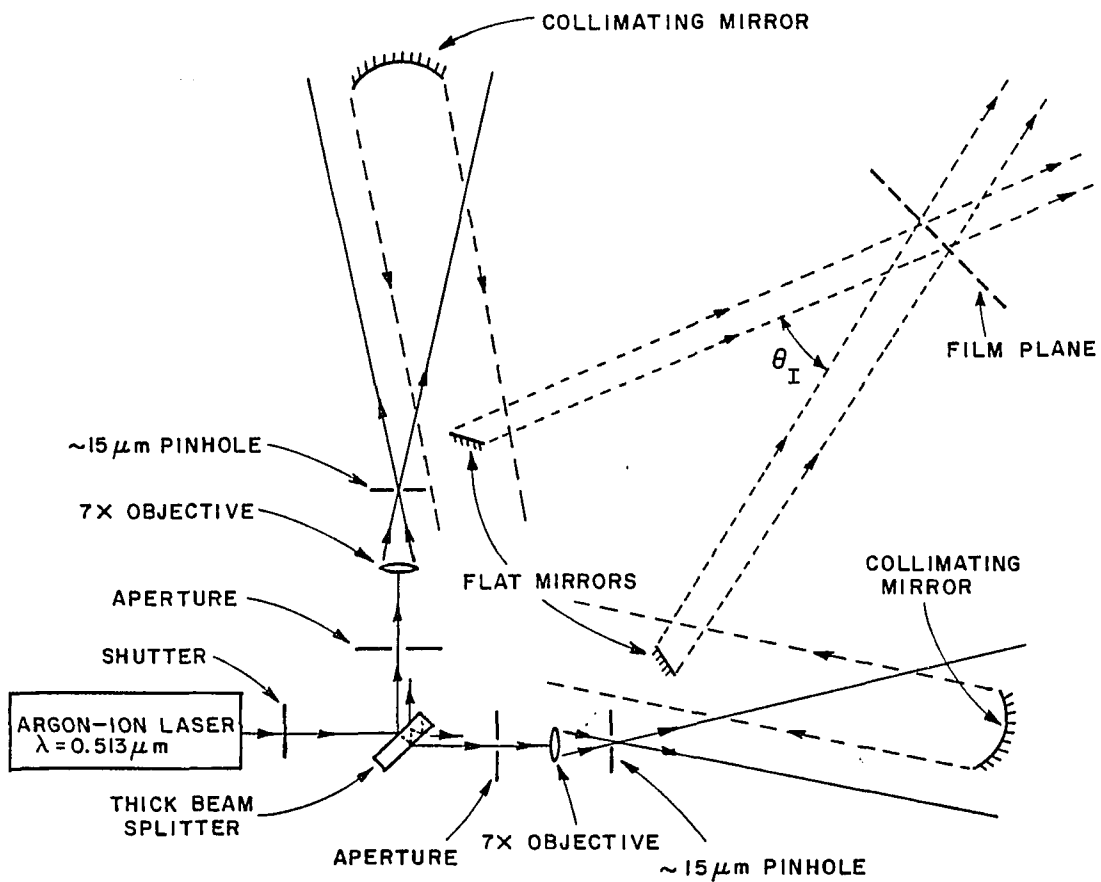 COLLIMATING MIRROR
FILM PLANE
θI
~15 μm PINHOLE
7X OBJECTIVE
FLAT MIRRORS
COLLIMATING
MIRROR
APERTURE
SHUTTER
ARGON-ION LASER
λ=0.513 μm
THICK BEAM
SPLITTER
APERTURE
7X OBJECTIVE
~15 μm PINHOLE